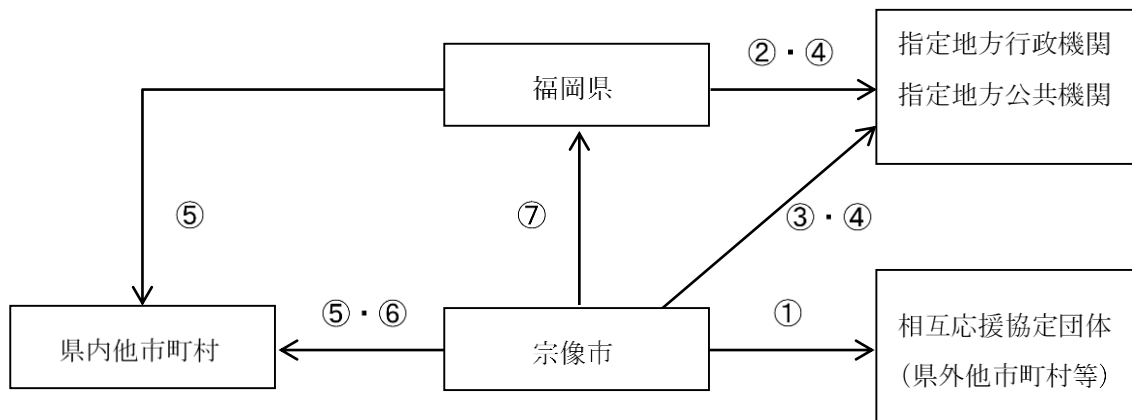 ②・④
指定地方行政機関
指定地方公共機関
福岡県
⑤
⑦
③・④
⑤・⑥
①
県内他市町村
宗像市
相互応援協定団体
（県外他市町村等）